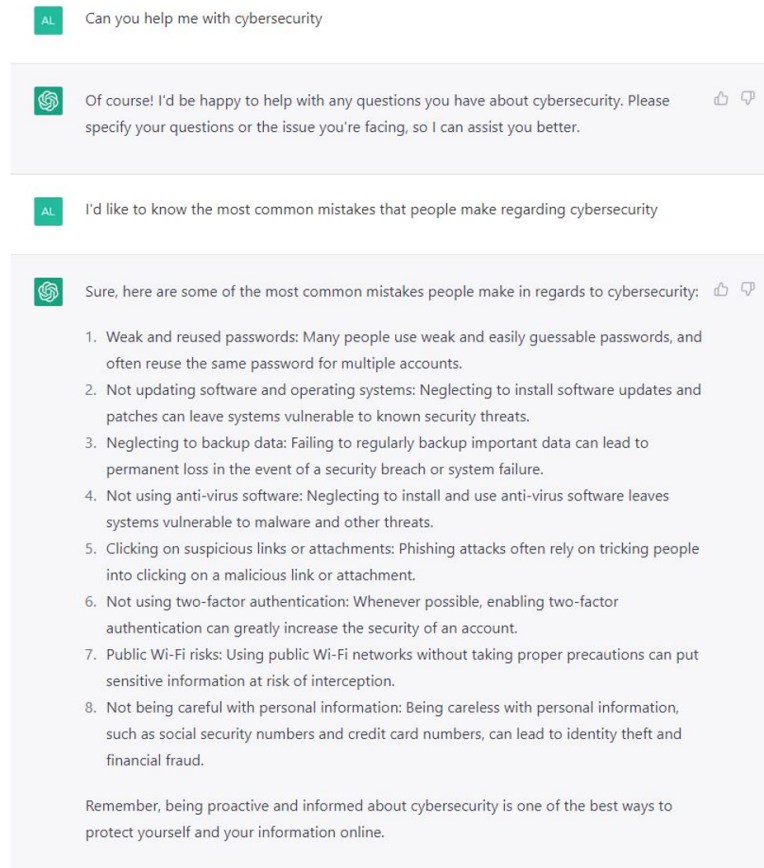 AL
Can you help me with cybersecurity
Of course! I'd be happy to help with any questions you have about cybersecurity. Please
specify your questions or the issue you're facing, so I can assist you better.
AL
I'd like to know the most common mistakes that people make regarding cybersecurity
Sure, here are some of the most common mistakes people make in regards to cybersecurity:
1. Weak and reused passwords: Many people use weak and easily guessable passwords, and
often reuse the same password for multiple accounts.
2. Not updating software and operating systems: Neglecting to install software updates and
patches can leave systems vulnerable to known security threats.
3. Neglecting to backup data: Failing to regularly backup important data can lead to
permanent loss in the event of a security breach or system failure.
4. Not using anti-virus software: Neglecting to install and use anti-virus software leaves
systems vulnerable to malware and other threats.
5. Clicking on suspicious links or attachments: Phishing attacks often rely on tricking people
into clicking on a malicious link or attachment.
6. Not using two-factor authentication: Whenever possible, enabling two-factor
authentication can greatly increase the security of an account.
7. Public Wi-Fi risks: Using public Wi-Fi networks without taking proper precautions can put
sensitive information at risk of interception.
8. Not being careful with personal information: Being careless with personal information,
such as social security numbers and credit card numbers, can lead to identity theft and
financial fraud.
Remember, being proactive and informed about cybersecurity is one of the best ways to
protect yourself and your information online.